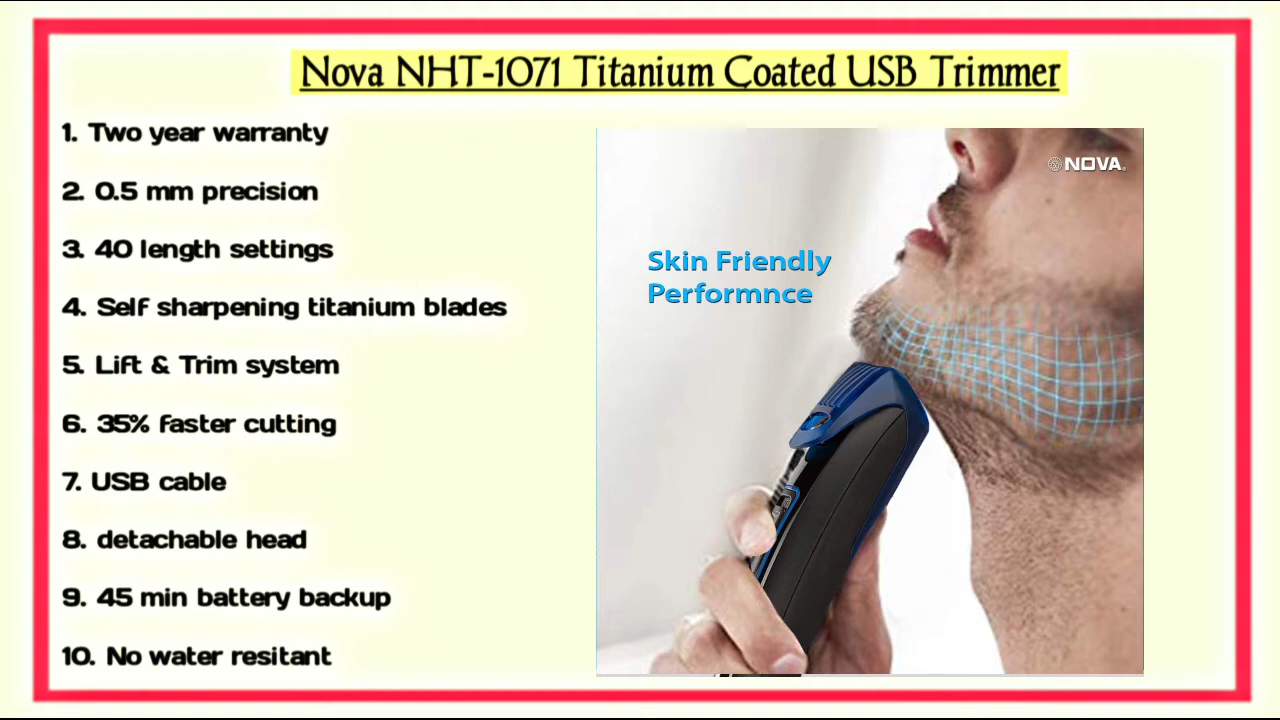 Nova NHT-1071 Titanium Coated USB Trimmer
1. Two year warranty
2. 0.5 mm precision
3. 40 length settings
4. Self sharpening titanium blades
5. Lift & Trim system
6. 35% faster cutting
7. USB cable
8. detachable head
9. 45 min battery backup
10. No water resitant
NOVA
Skin Friendly
Performnce